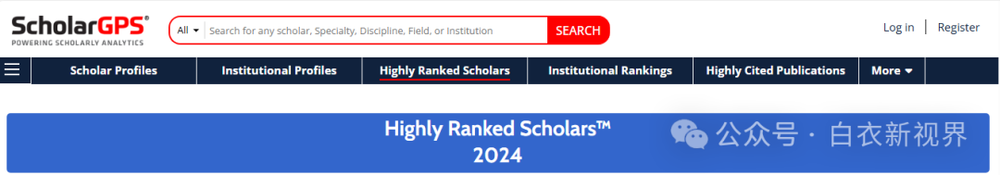 ScholarGPS®
POWERING SCHOLARLY ANALYTICS
All
Search for any scholar, Specialty, Discipline, Field, or Institution
SEARCH
Log in
Register
Scholar Profiles
Institutional Profiles
Highly Ranked Scholars
Institutional Rankings
Highly Cited Publications
More
Highly Ranked Scholars™
2024
公众号 · 白衣新视界